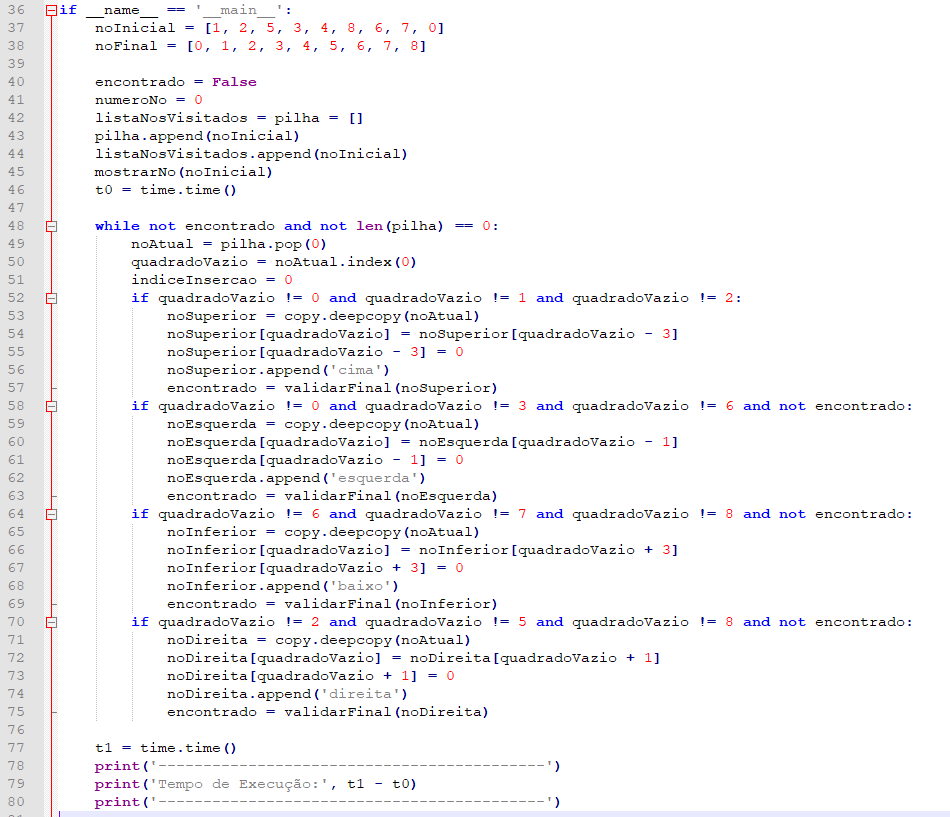 36 if __name__ == '__main__':
37     noInicial = [1, 2, 5, 3, 4, 8, 6, 7, 0]
38     noFinal = [0, 1, 2, 3, 4, 5, 6, 7, 8]
39
40     encontrado = False
41     numeroNo = 0
42     listaNosVisitados = pilha = []
43     pilha.append(noInicial)
44     listaNosVisitados.append(noInicial)
45     mostrarNo(noInicial)
46     t0 = time.time()
47
48     while not encontrado and not len(pilha) == 0:
49         noAtual = pilha.pop(0)
50         quadradoVazio = noAtual.index(0)
51         indiceInsercao = 0
52         if quadradoVazio != 0 and quadradoVazio != 1 and quadradoVazio != 2:
53             noSuperior = copy.deepcopy(noAtual)
54             noSuperior[quadradoVazio] = noSuperior[quadradoVazio - 3]
55             noSuperior[quadradoVazio - 3] = 0
56             noSuperior.append('cima')
57             encontrado = validarFinal(noSuperior)
58         if quadradoVazio != 0 and quadradoVazio != 3 and quadradoVazio != 6 and not encontrado:
59             noEsquerda = copy.deepcopy(noAtual)
60             noEsquerda[quadradoVazio] = noEsquerda[quadradoVazio - 1]
61             noEsquerda[quadradoVazio - 1] = 0
62             noEsquerda.append('esquerda')
63             encontrado = validarFinal(noEsquerda)
64         if quadradoVazio != 6 and quadradoVazio != 7 and quadradoVazio != 8 and not encontrado:
65             noInferior = copy.deepcopy(noAtual)
66             noInferior[quadradoVazio] = noInferior[quadradoVazio + 3]
67             noInferior[quadradoVazio + 3] = 0
68             noInferior.append('baixo')
69             encontrado = validarFinal(noInferior)
70         if quadradoVazio != 2 and quadradoVazio != 5 and quadradoVazio != 8 and not encontrado:
71             noDireita = copy.deepcopy(noAtual)
72             noDireita[quadradoVazio] = noDireita[quadradoVazio + 1]
73             noDireita[quadradoVazio + 1] = 0
74             noDireita.append('direita')
75             encontrado = validarFinal(noDireita)
76
77     t1 = time.time()
78     print('-------------------------------------------')
79     print('Tempo de Execução:', t1 - t0)
80     print('-------------------------------------------')